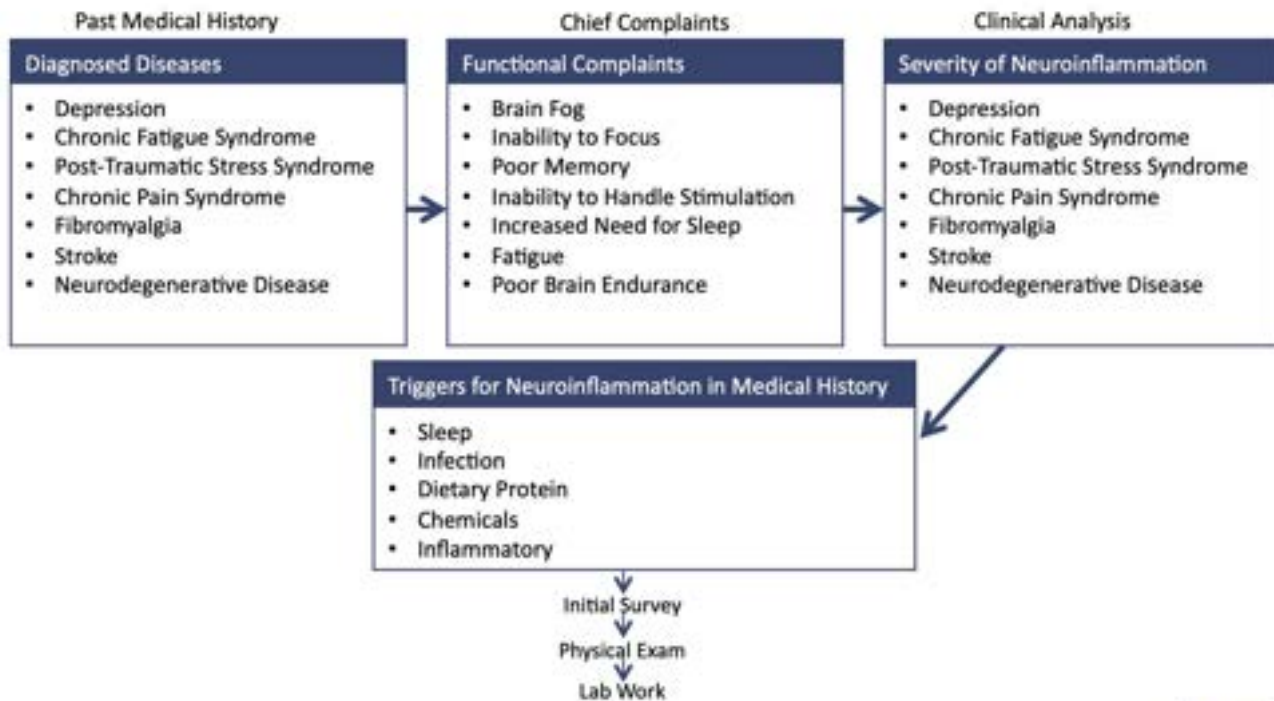 Past Medical History
Diagnosed Diseases
• Depression
• Chronic Fatigue Syndrome
• Post-Traumatic Stress Syndrome
• Chronic Pain Syndrome
• Fibromyalgia
• Stroke
• Neurodegenerative Disease
Chief Complaints
Functional Complaints
• Brain Fog
• Inability to Focus
• Poor Memory
• Inability to Handle Stimulation
• Increased Need for Sleep
• Fatigue
• Poor Brain Endurance
Clinical Analysis
Severity of Neuroinflammation
• Depression
• Chronic Fatigue Syndrome
• Post-Traumatic Stress Syndrome
• Chronic Pain Syndrome
• Fibromyalgia
• Stroke
• Neurodegenerative Disease
Triggers for Neuroinflammation in Medical History
• Sleep
• Infection
• Dietary Protein
• Chemicals
• Inflammatory
Initial Survey
Physical Exam
Lab Work